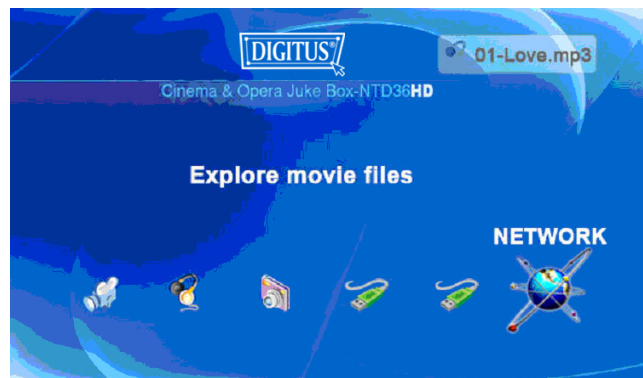 DIGITUS®
01-Love.mp3
Cinema & Opera Juke Box-NTD36HD
Explore movie files
NETWORK